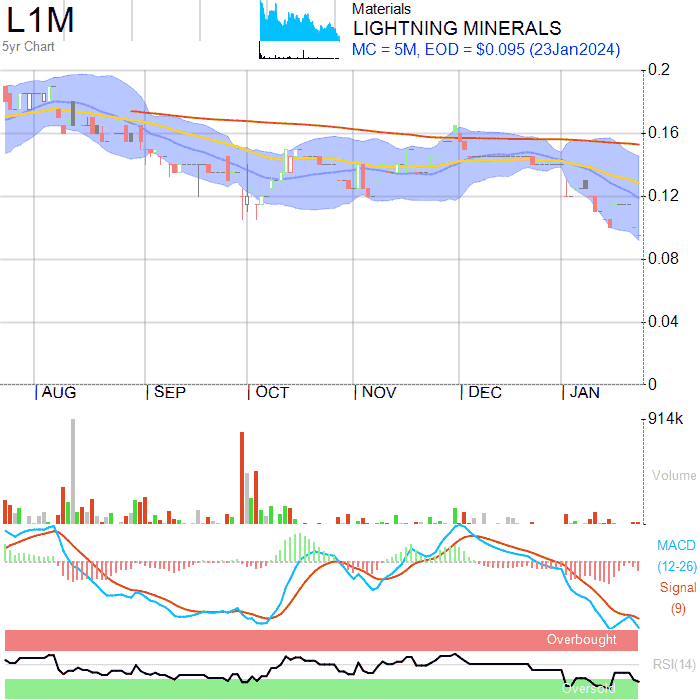 L1M
5yr Chart
Materials
LIGHTNING MINERALS
MC = 5M, EOD = $0.095 (23Jan2024)
0.2
0.16
0.12
0.08
0.04
0
AUG
SEP
OCT
NOV
DEC
JAN
914k
Volume
MACD
(12-26)
Signal
(9)
Overbought
RSI(14)
Oversold